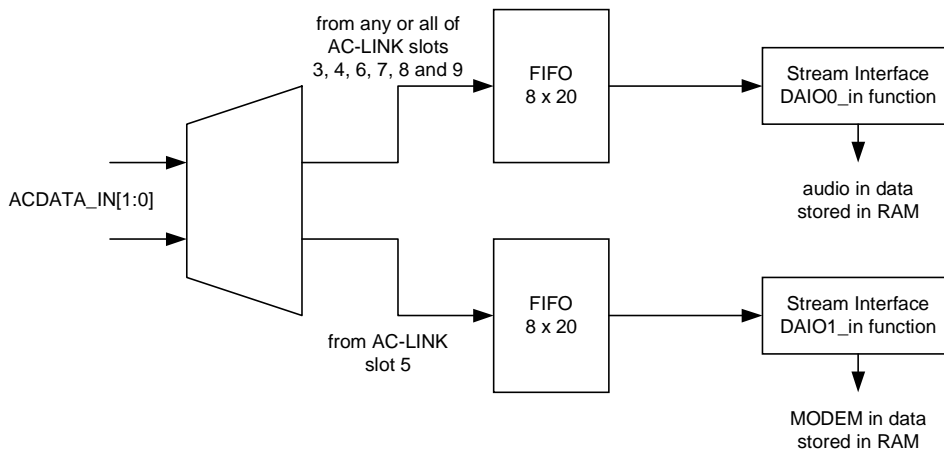 from any or all of
AC-LINK slots
3, 4, 6, 7, 8 and 9
FIFO
8 x 20
Stream Interface
DAIO0_in function
ACDATA_IN[1:0]
audio in data
stored in RAM
from AC-LINK
slot 5
FIFO
8 x 20
Stream Interface
DAIO1_in function
MODEM in data
stored in RAM